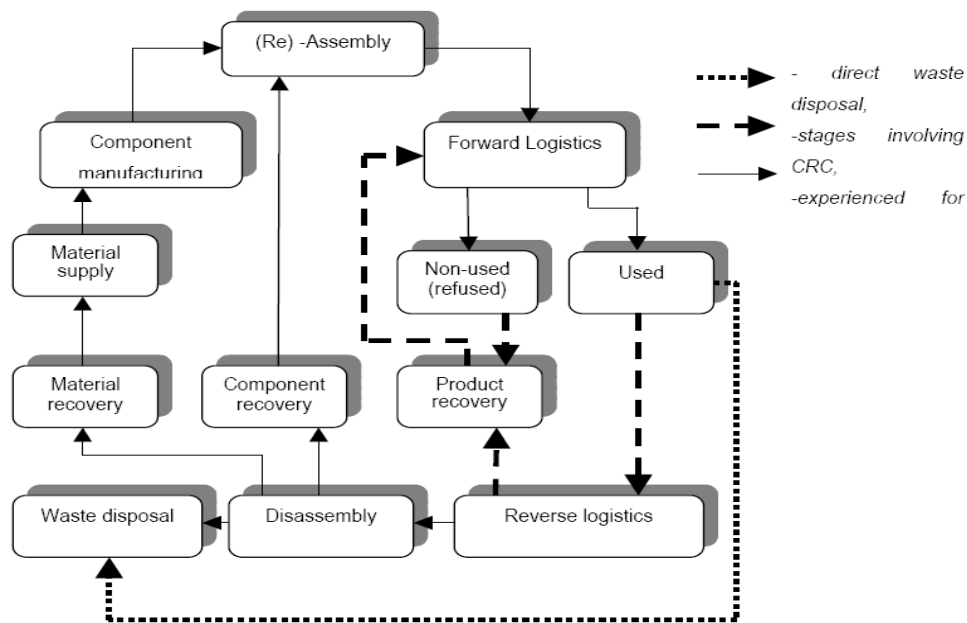 (Re) -Assembly
Component
manufacturing
Forward Logistics
Material
supply
Non-used
(refused)
Used
Material
recovery
Component
recovery
Product
recovery
Waste disposal
Disassembly
Reverse logistics
- direct waste
disposal,
-stages involving
CRC,
-experienced for